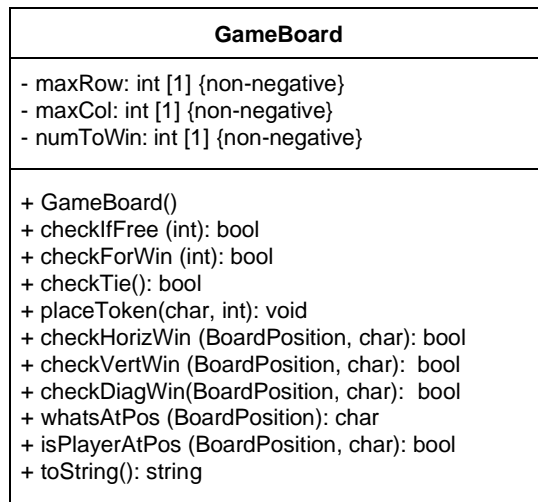 GameBoard
- maxRow: int [1] {non-negative}
- maxCol: int [1] {non-negative}
- numToWin: int [1] {non-negative}
+ GameBoard()
+ checkIfFree (int): bool
+ checkForWin (int): bool
+ checkTie(): bool
+ placeToken(char, int): void
+ checkHorizWin (BoardPosition, char): bool
+ checkVertWin (BoardPosition, char):  bool
+ checkDiagWin(BoardPosition, char):  bool
+ whatsAtPos (BoardPosition): char
+ isPlayerAtPos (BoardPosition, char): bool
+ toString(): string